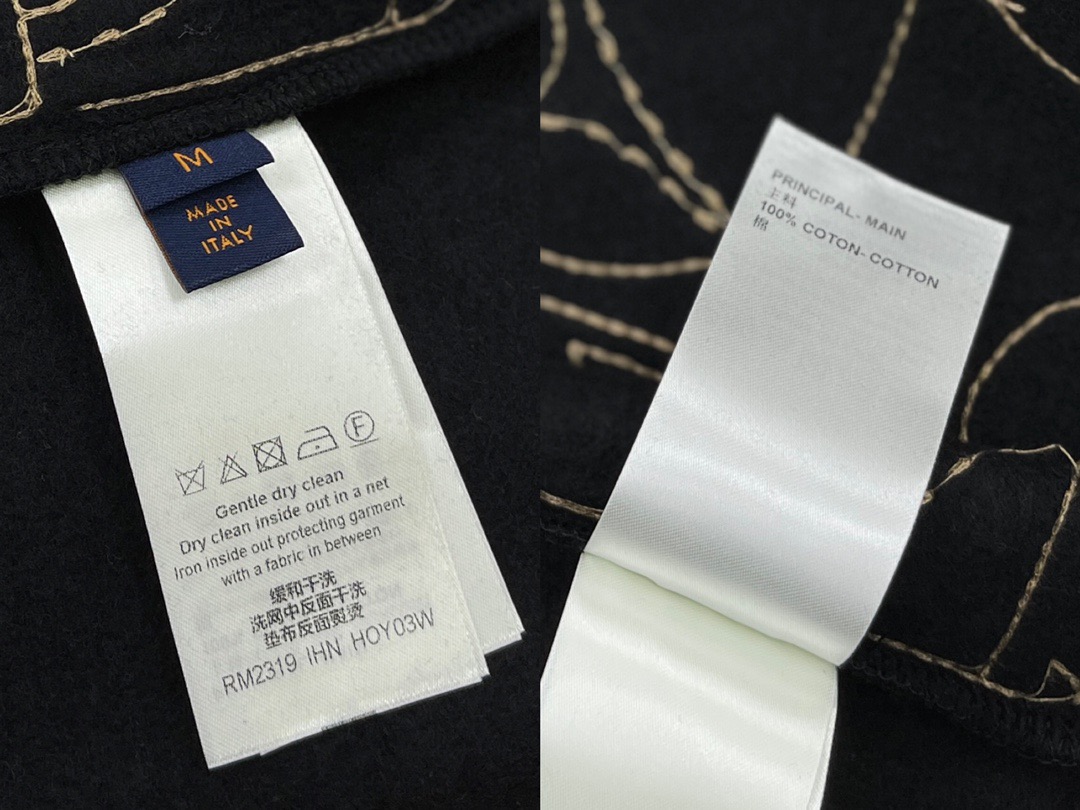 M
MADE
IN
ITALY
F
Gentle dry clean
Dry clean inside out in a net
Iron inside out protecting garment
with a fabric in between
缓和干洗
洗网中反面干洗
垫布反面熨烫
RM2319 IHN HOY03W
PRINCIPAL-MAIN
主料
100% COTON-COTTON
棉